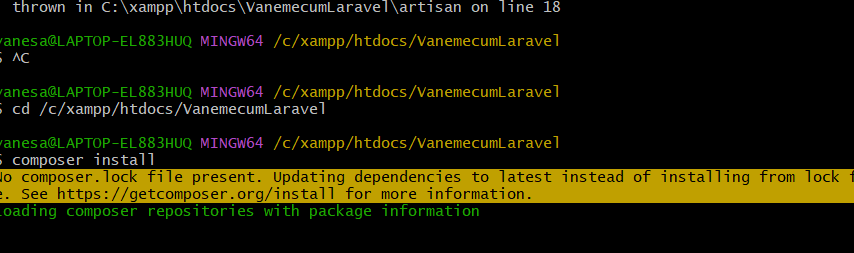 thrown in C:\xampp\htdocs\VanemecumLaravel\artisan on line 18
vanesa@LAPTOP-EL883HUQ MINGW64 /c/xampp/htdocs/VanemecumLaravel
$ ^C
vanesa@LAPTOP-EL883HUQ MINGW64 /c/xampp/htdocs/VanemecumLaravel
$ cd /c/xampp/htdocs/VanemecumLaravel
vanesa@LAPTOP-EL883HUQ MINGW64 /c/xampp/htdocs/VanemecumLaravel
$ composer install
No composer.lock file present. Updating dependencies to latest instead of installing from lock f
e. See https://getcomposer.org/install for more information.
Loading composer repositories with package information